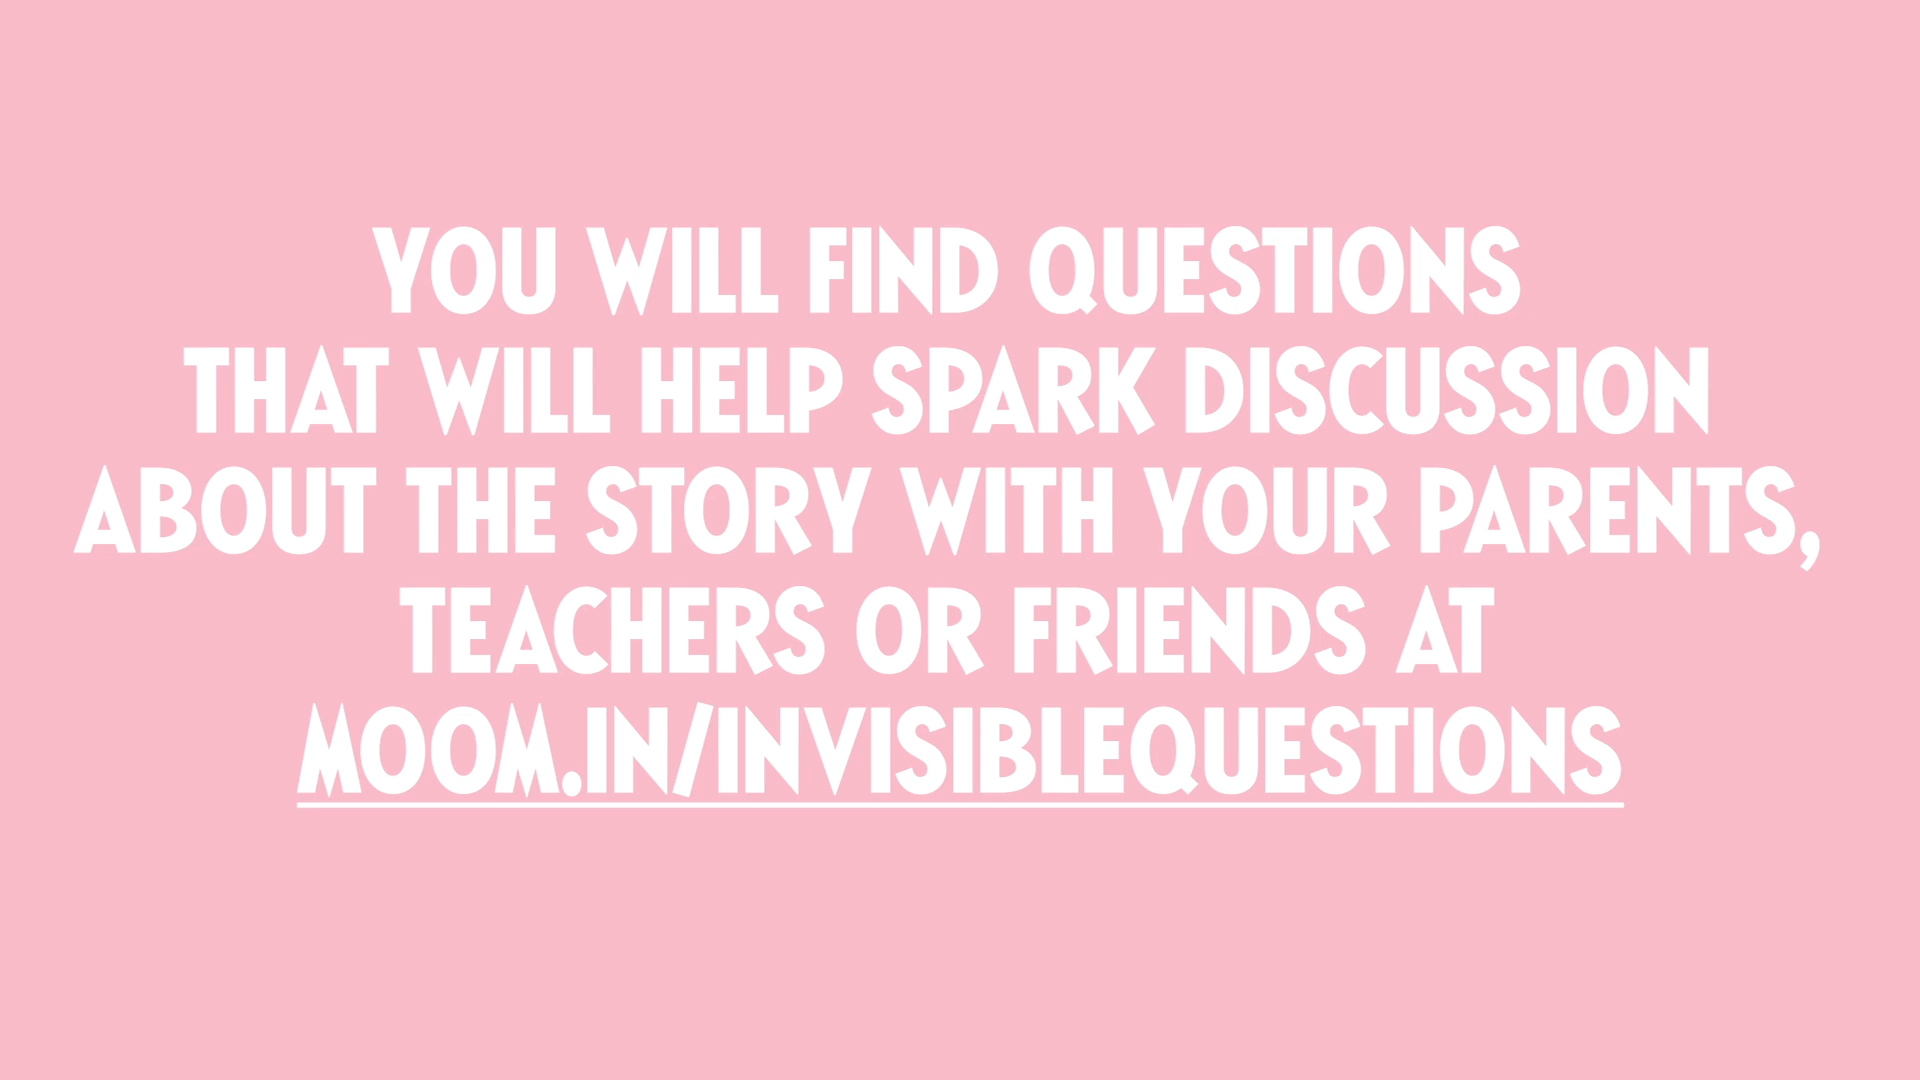 YOU WILL FIND QUESTIONS
THAT WILL HELP SPARK DISCUSSION
ABOUT THE STORY WITH YOUR PARENTS,
TEACHERS OR FRIENDS AT
MOOM.IN/INVISIBLEQUESTIONS